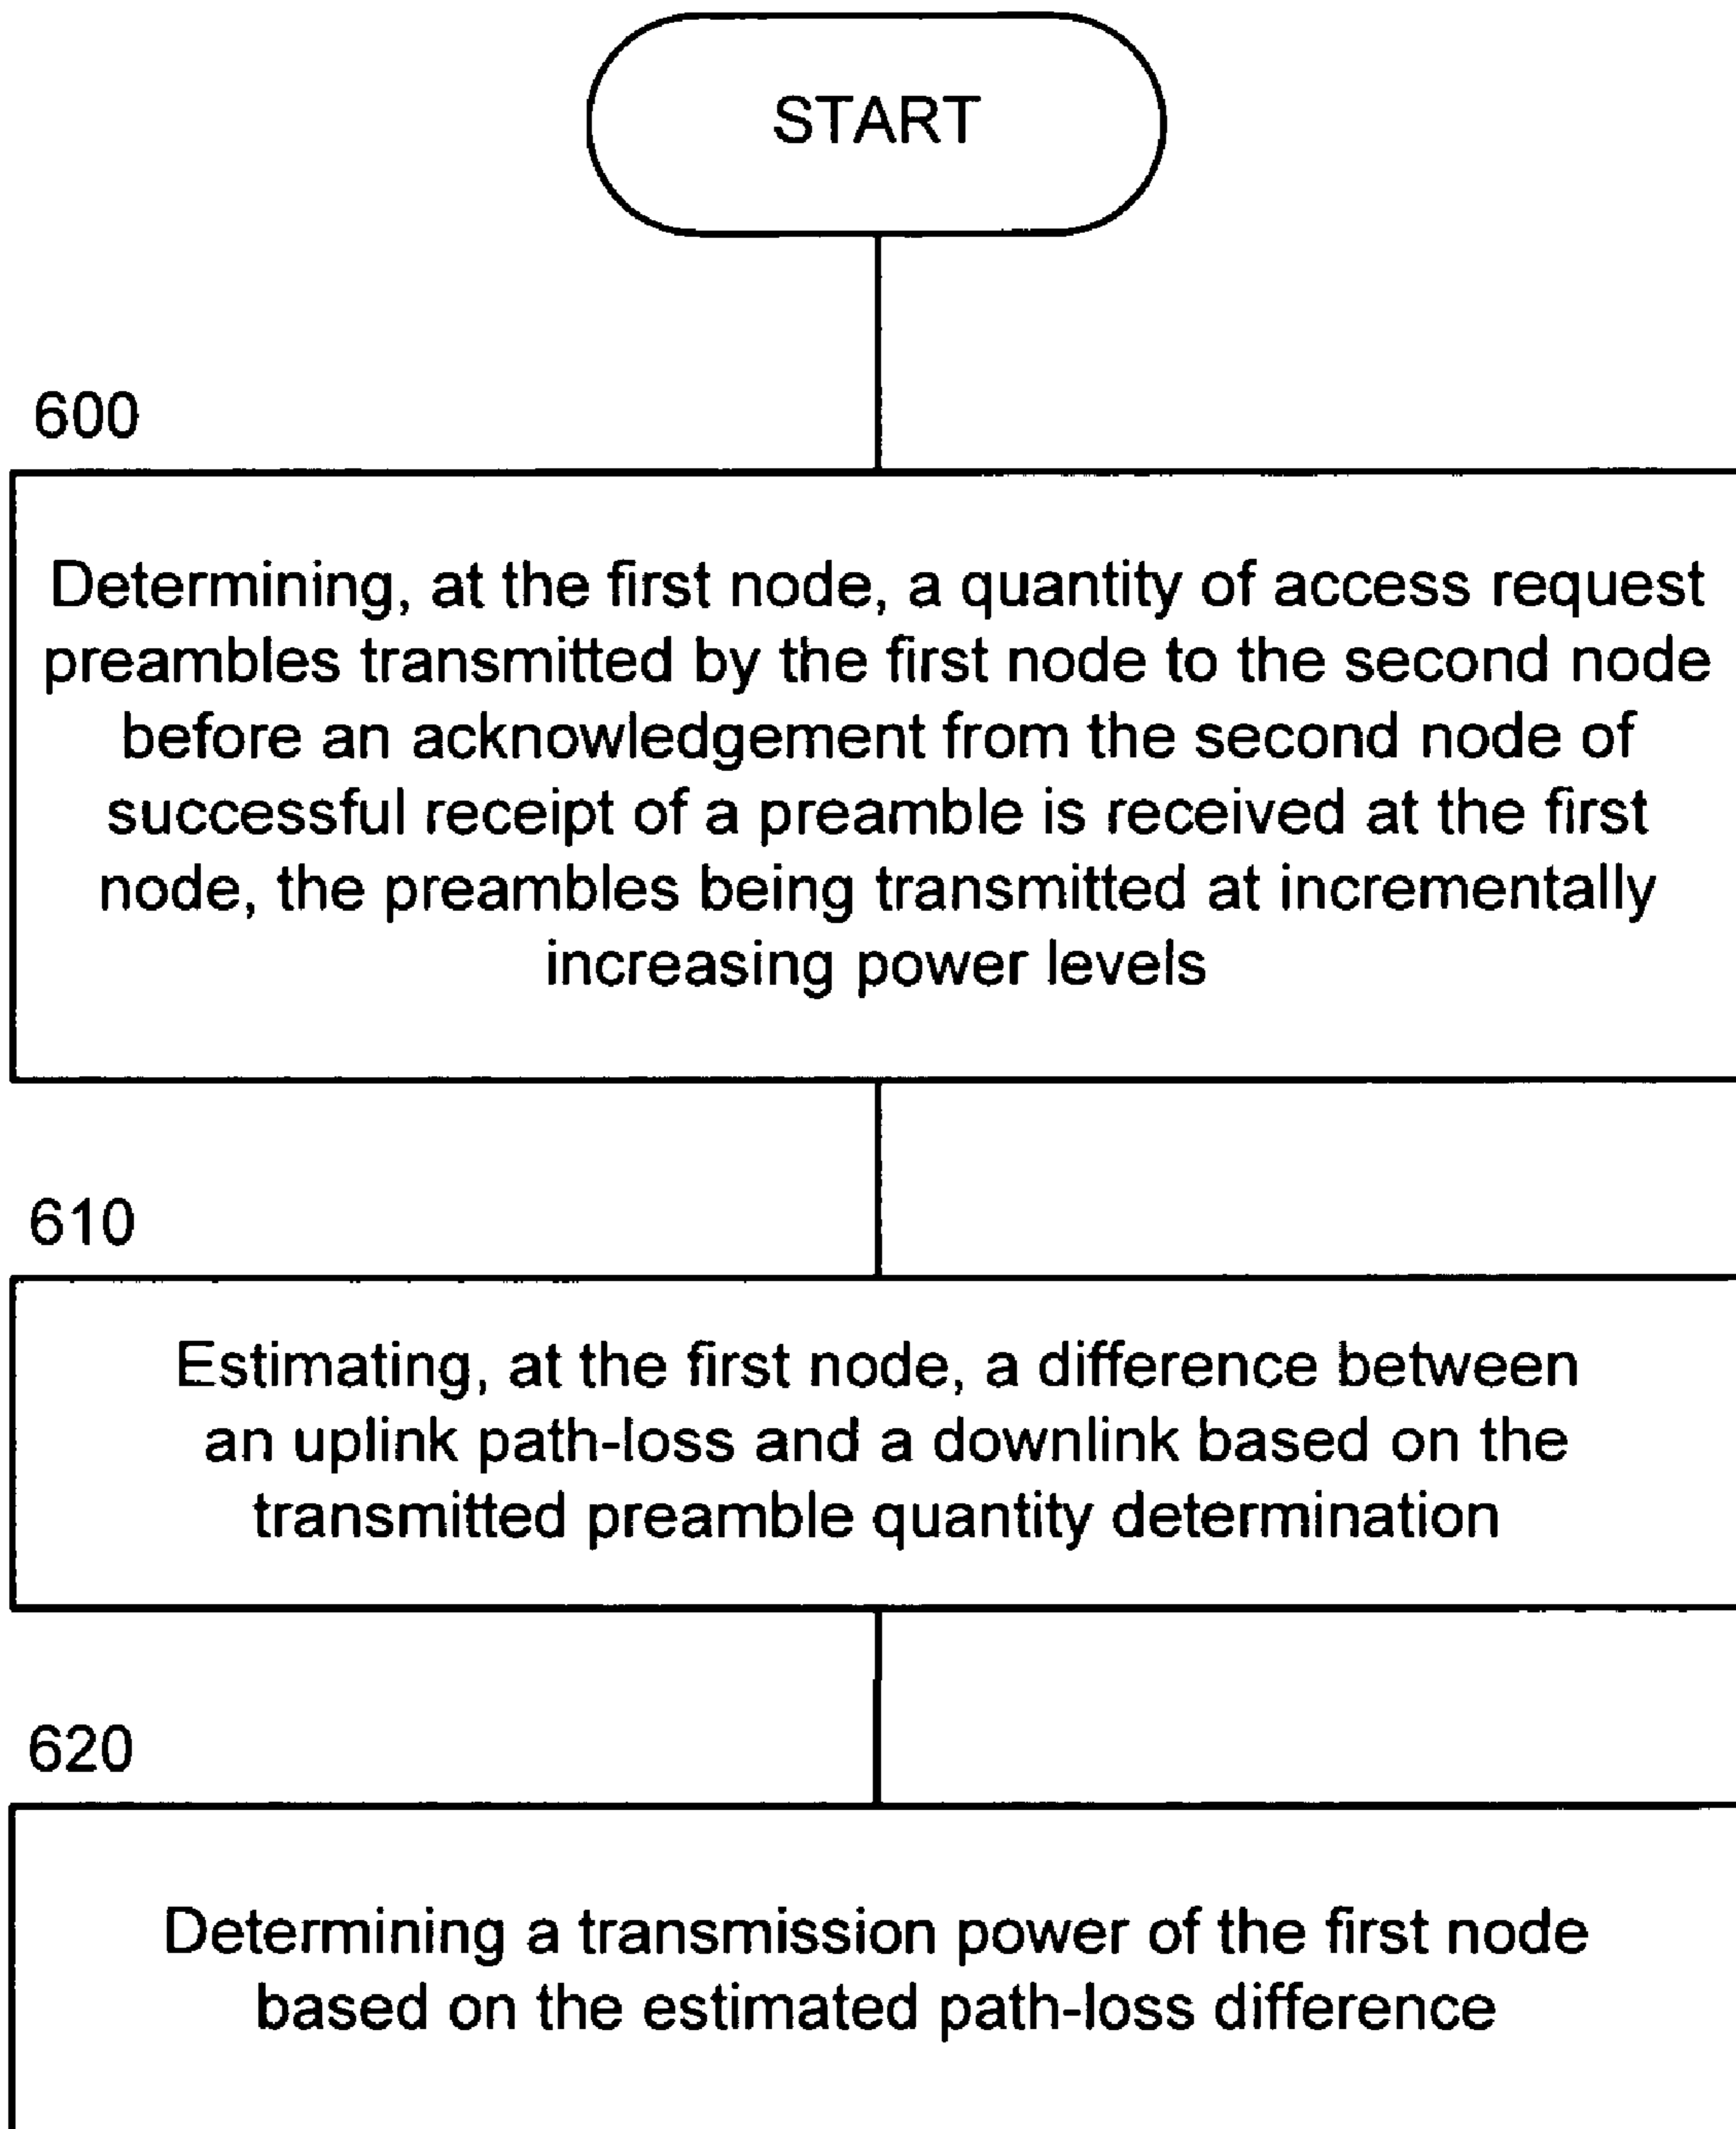 START
600
Determining, at the first node, a quantity of access request
preambles transmitted by the first node to the second node
before an acknowledgement from the second node of
successful receipt of a preamble is received at the first
node, the preambles being transmitted at incrementally
increasing power levels
610
Estimating, at the first node, a difference between
an uplink path-loss and a downlink based on the
transmitted preamble quantity determination
620
Determining a transmission power of the first node
based on the estimated path-loss difference